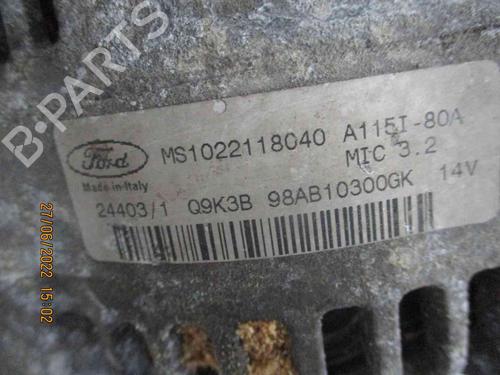 B-PARTS
Ford
MS1022118040 A115I-80A
MIC 3.2
Made in Italy
24403/1 Q9K3B 98AB10300GK 14V
27/06/2022 15:02